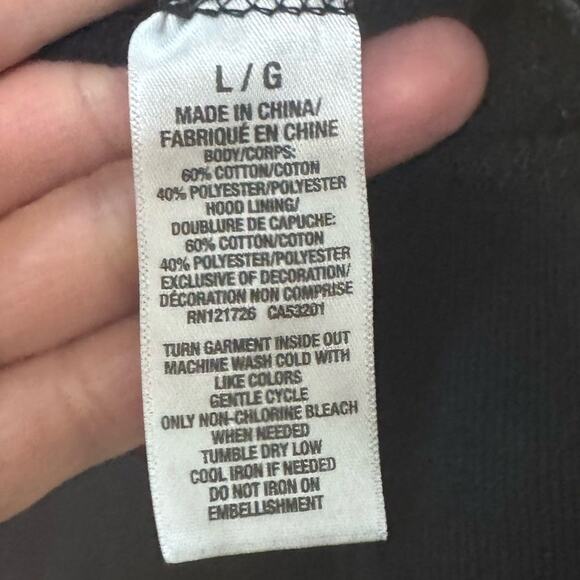 L / G
MADE IN CHINA/
FABRIQUÉ EN CHINE
BODY/CORPS:
60% COTTON/COTON
40% POLYESTER/POLYESTER
HOOD LINING/
DOUBLURE DE CAPUCHE:
60% COTTON/COTON
40% POLYESTER/POLYESTER
EXCLUSIVE OF DECORATION/
DÉCORATION NON COMPRISE
RN121726 CA53201
TURN GARMENT INSIDE OUT
MACHINE WASH COLD WITH
LIKE COLORS
GENTLE CYCLE
ONLY NON-CHLORINE BLEACH
WHEN NEEDED
TUMBLE DRY LOW
COOL IRON IF NEEDED
DO NOT IRON ON
EMBELLISHMENT